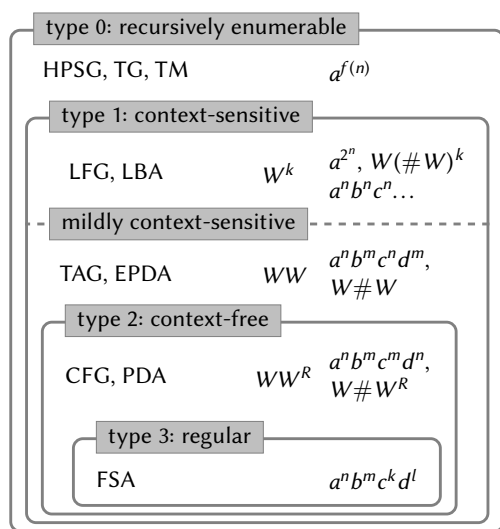 type 0: recursively enumerable
HPSG, TG, TM a^{f(n)}
type 1: context-sensitive
LFG, LBA W^k a^{2^n}, W(#W)^k
a^n b^n c^n …
mildly context-sensitive
TAG, EPDA WW a^n b^m c^n d^m,
W#W
type 2: context-free
CFG, PDA WW^R a^n b^m c^m d^n,
W#W^R
type 3: regular
FSA a^n b^m c^k d^l